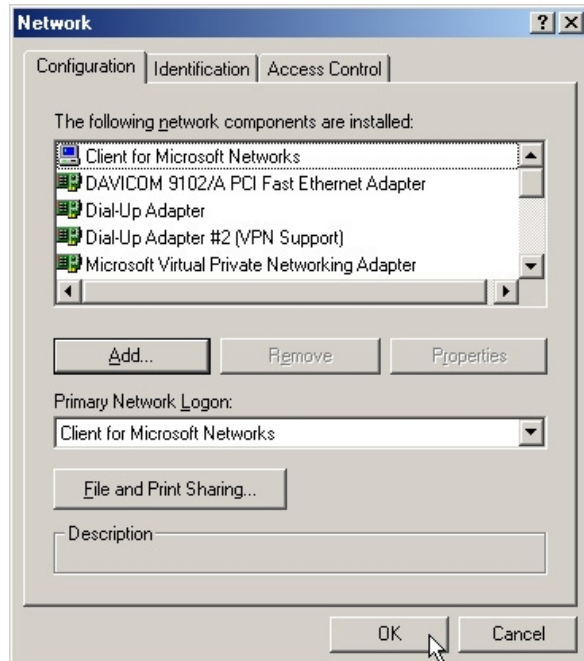 Network
Configuration Identification Access Control
The following network components are installed:
Client for Microsoft Networks
DAVICOM 9102/A PCI Fast Ethernet Adapter
Dial-Up Adapter
Dial-Up Adapter #2 (VPN Support)
Microsoft Virtual Private Networking Adapter
Add... Remove Properties
Primary Network Logon:
Client for Microsoft Networks
File and Print Sharing...
Description
OK Cancel